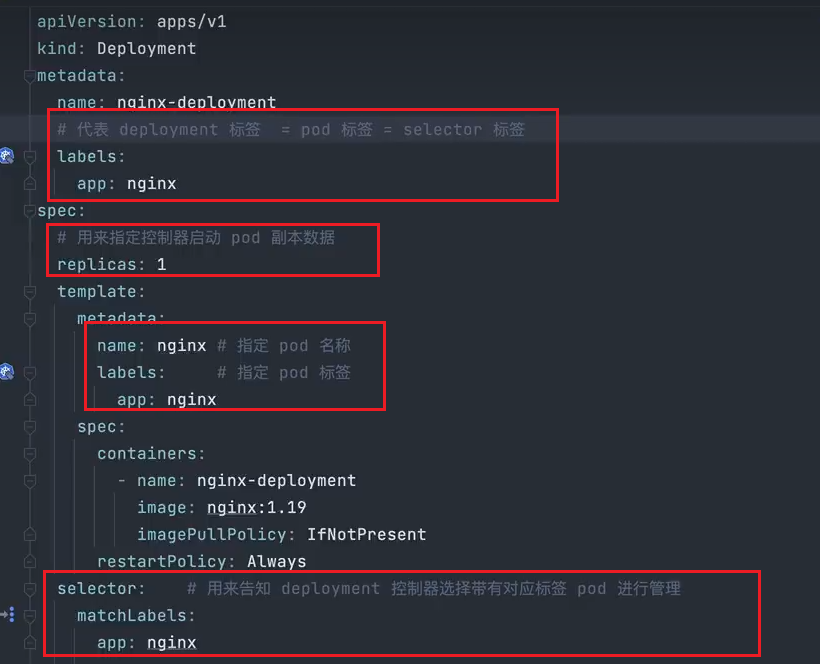 apiVersion: apps/v1
kind: Deployment
metadata:
  name: nginx-deployment
  # 代表 deployment 标签  = pod 标签 = selector 标签
  labels:
    app: nginx
spec:
  # 用来指定控制器启动 pod 副本数据
  replicas: 1
  template:
    metadata:
      name: nginx # 指定 pod 名称
      labels:     # 指定 pod 标签
        app: nginx
    spec:
      containers:
        - name: nginx-deployment
          image: nginx:1.19
          imagePullPolicy: IfNotPresent
      restartPolicy: Always
  selector:    # 用来告知 deployment 控制器选择带有对应标签 pod 进行管理
    matchLabels:
      app: nginx